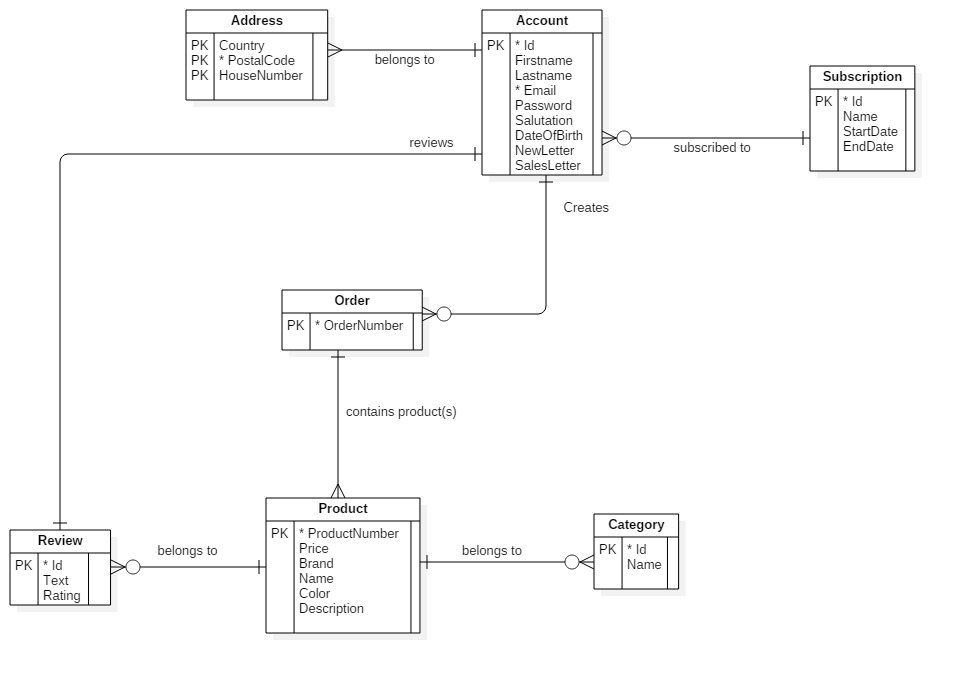 Address
PK Country
PK * PostalCode
PK HouseNumber
belongs to
Account
PK * Id
Firstname
Lastname
* Email
Password
Salutation
DateOfBirth
NewLetter
SalesLetter
Subscription
PK * Id
Name
StartDate
EndDate
subscribed to
reviews
Creates
Order
PK * OrderNumber
contains product(s)
Product
PK * ProductNumber
Price
Brand
Name
Color
Description
Review
PK * Id
Text
Rating
belongs to
belongs to
Category
PK * Id
Name